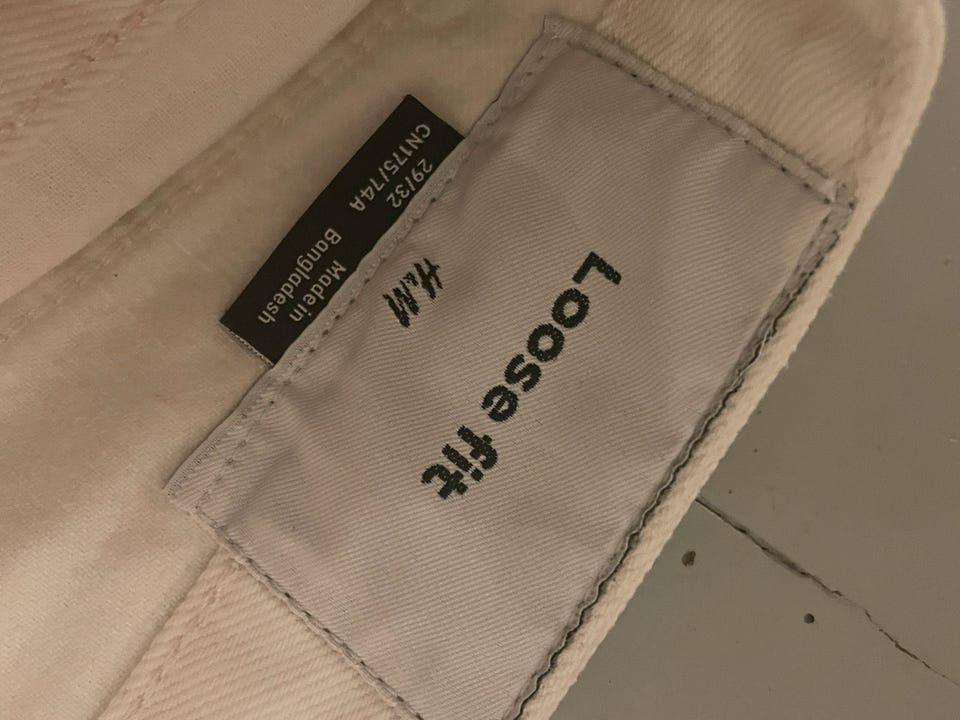 Loose fit
H&M
29/32
CN175/74A
Made in
Bangladesh